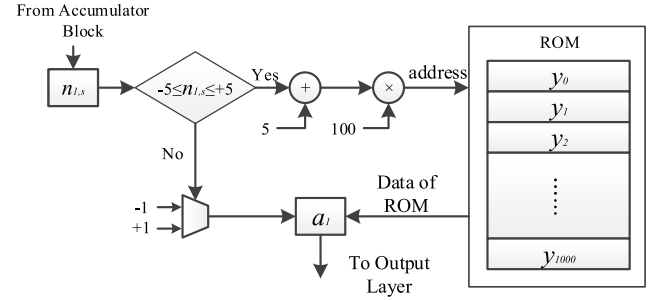 From Accumulator
Block
n1,s
-5≤n1,s≤+5
Yes
+
5
×
100
address
ROM
y0
y1
y2
y1000
No
-1
+1
a1
Data of
ROM
To Output
Layer